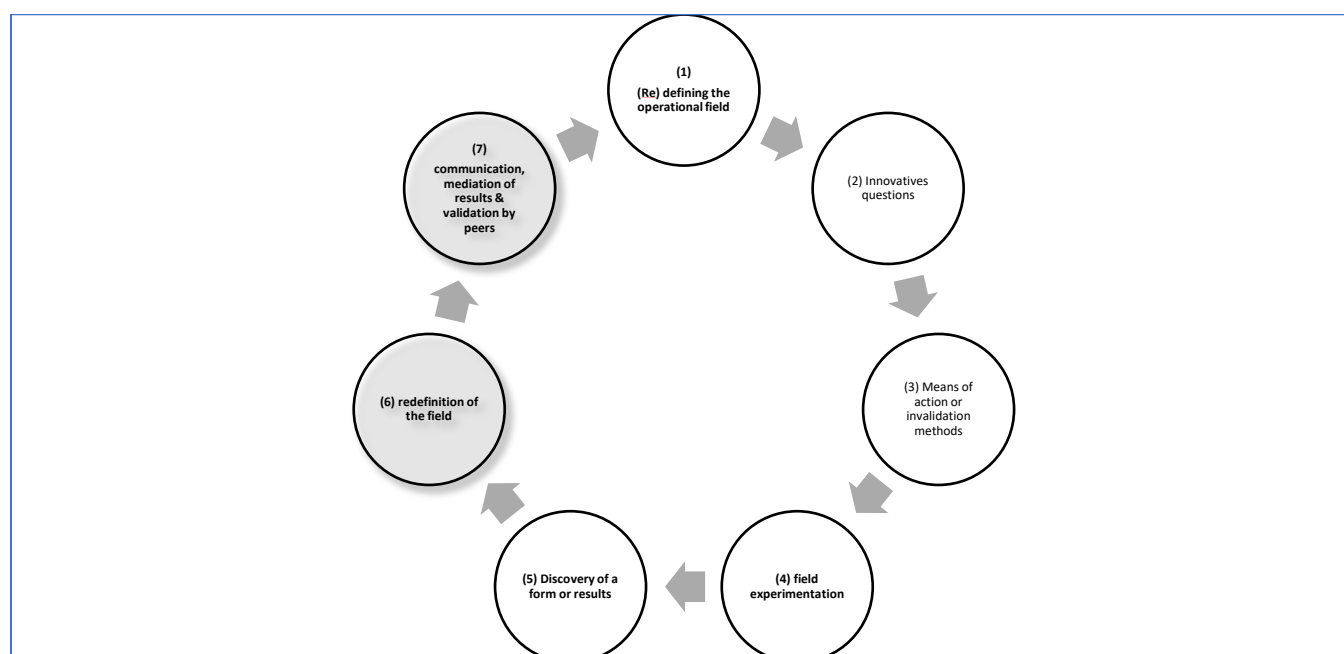 (1)
(Re) defining the
operational field
(2) Innovatives
questions
(3) Means of
action or
invalidation
methods
(4) field
experimentation
(5) Discovery of a
form or results
(6) redefinition of
the field
(7)
communication,
mediation of
results &
validation by
peers